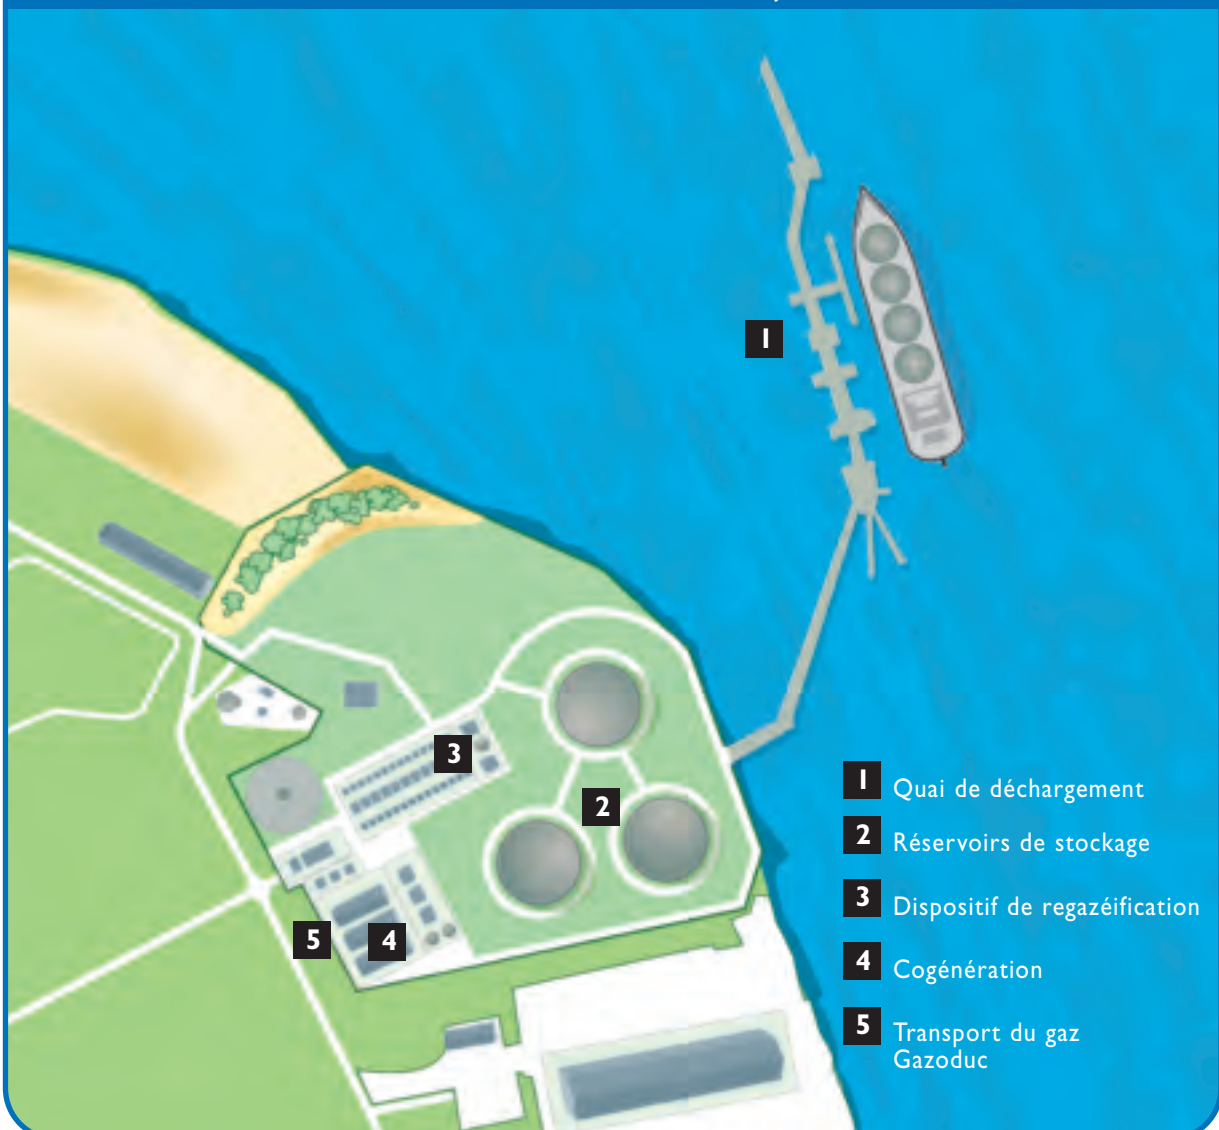 1
3
2
5
4
1 Quai de déchargement
2 Réservoirs de stockage
3 Dispositif de regazéification
4 Cogénération
5 Transport du gaz
Gazoduc